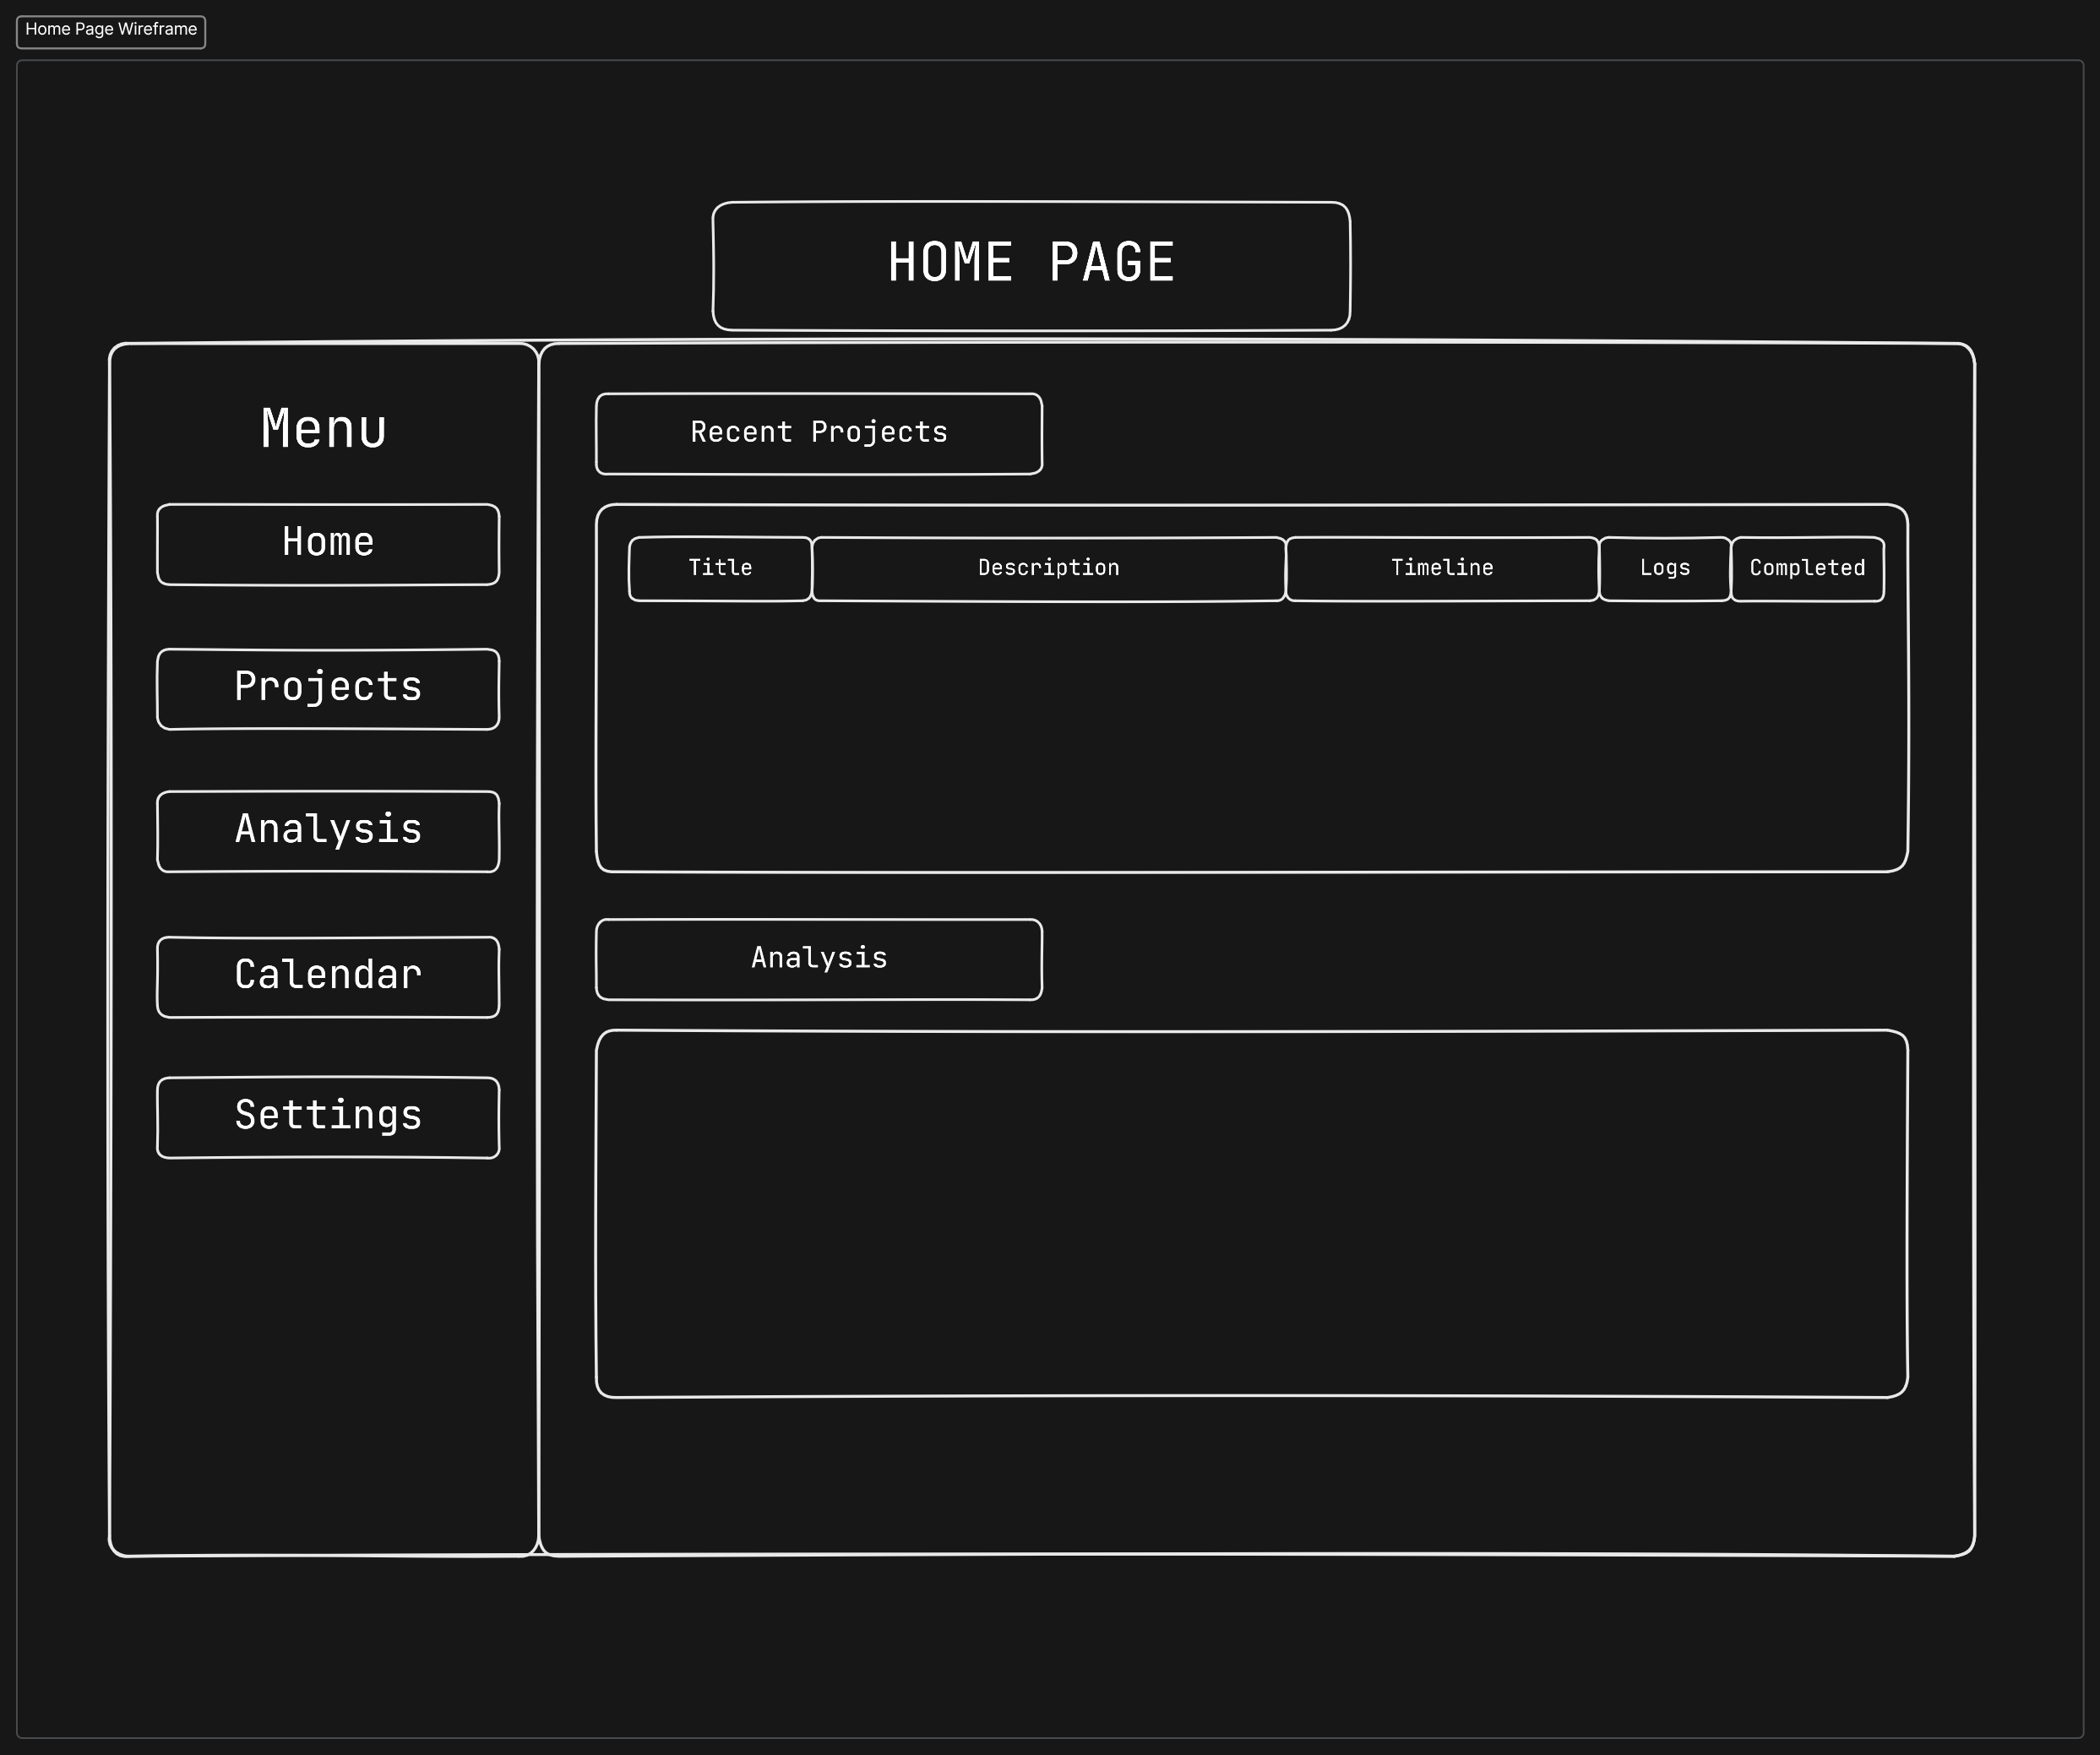 Home Page Wireframe
HOME PAGE
Menu
Home
Projects
Analysis
Calendar
Settings
Recent Projects
Title Description Timeline Logs Completed
Analysis